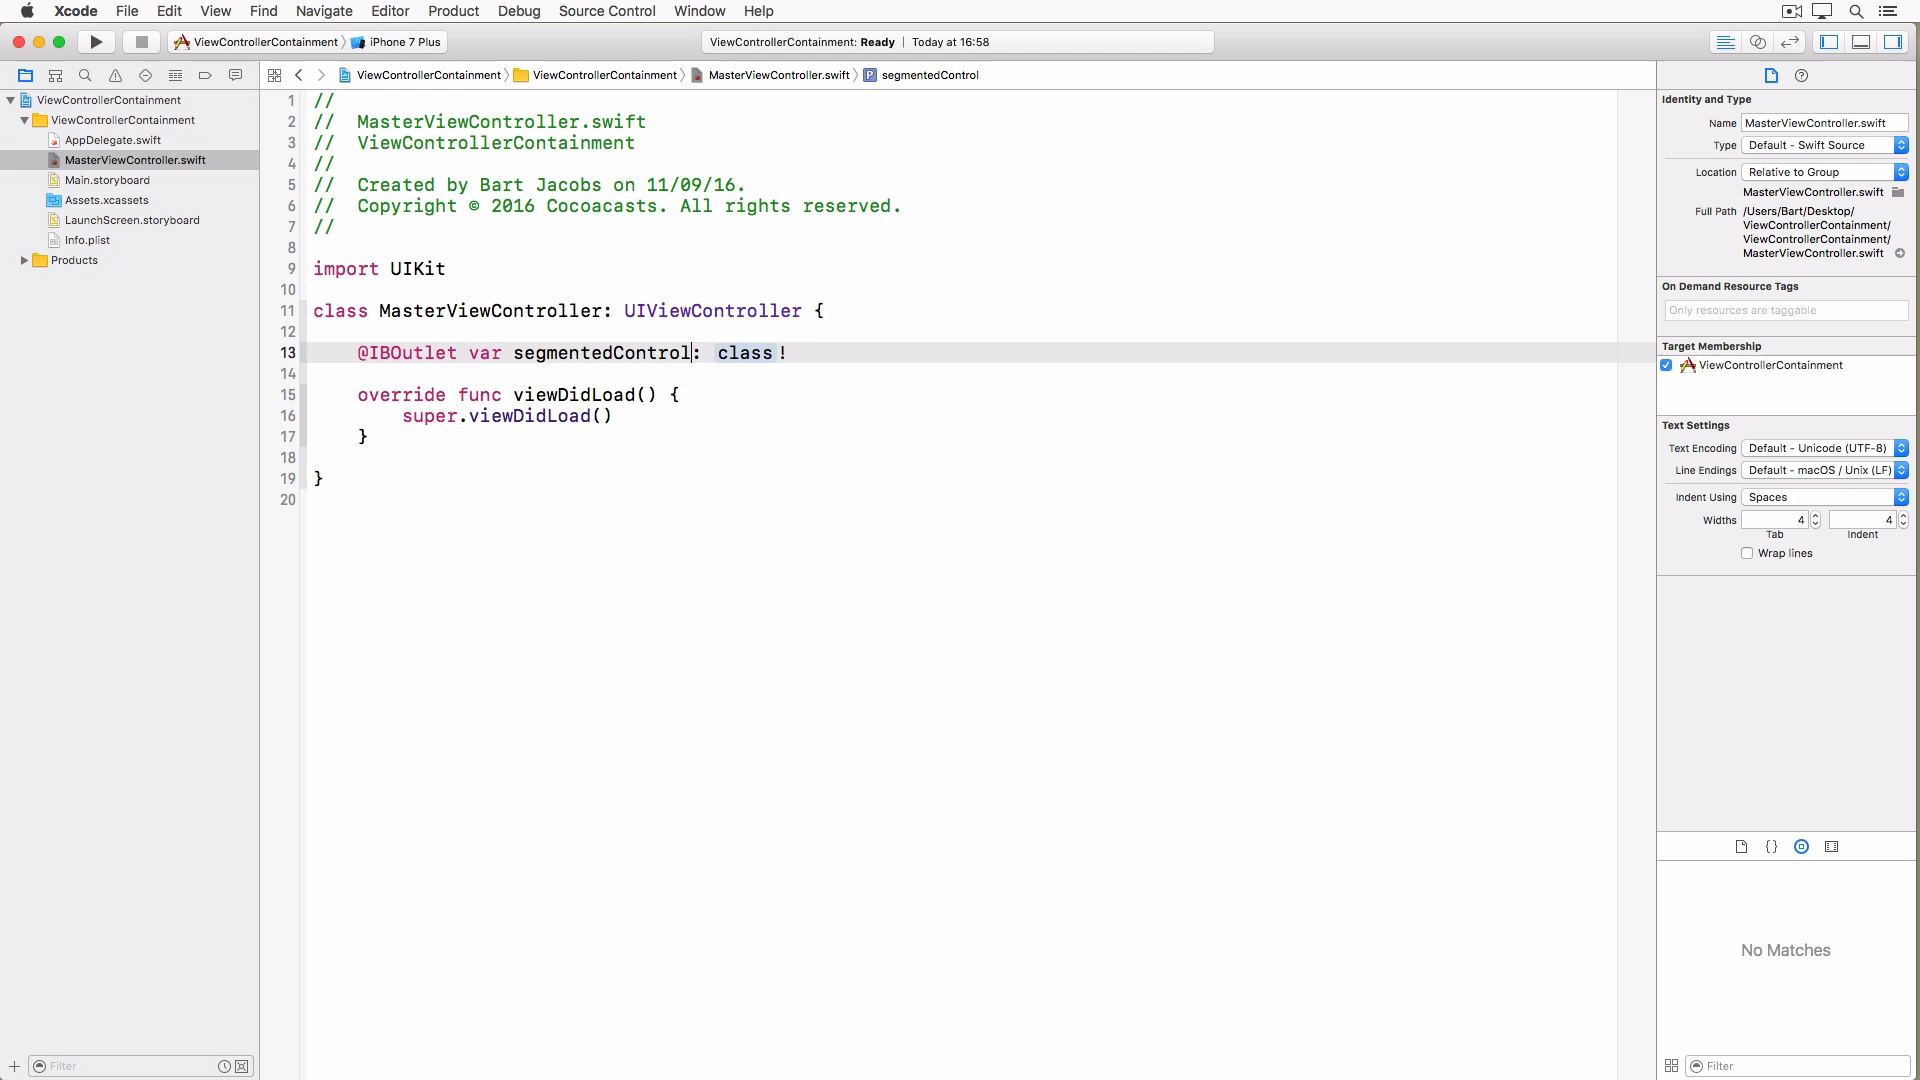 Xcode File Edit View Find Navigate Editor Product Debug Source Control Window Help
ViewControllerContainment iPhone 7 Plus
ViewControllerContainment: Ready | Today at 16:58
ViewControllerContainment ViewControllerContainment MasterViewController.swift P segmentedControl
ViewControllerContainment
ViewControllerContainment
AppDelegate.swift
MasterViewController.swift
Main.storyboard
Assets.xcassets
LaunchScreen.storyboard
Info.plist
Products
Filter
1 //
2 //  MasterViewController.swift
3 //  ViewControllerContainment
4 //
5 //  Created by Bart Jacobs on 11/09/16.
6 //  Copyright © 2016 Cocoacasts. All rights reserved.
7 //
8
9 import UIKit
10
11 class MasterViewController: UIViewController {
12
13     @IBOutlet var segmentedControl: class!
14
15     override func viewDidLoad() {
16         super.viewDidLoad()
17     }
18
19 }
20
Identity and Type
Name MasterViewController.swift
Type Default - Swift Source
Location Relative to Group
MasterViewController.swift
Full Path /Users/Bart/Desktop/
ViewControllerContainment/
ViewControllerContainment/
MasterViewController.swift
On Demand Resource Tags
Only resources are taggable
Target Membership
ViewControllerContainment
Text Settings
Text Encoding Default - Unicode (UTF-8)
Line Endings Default - macOS / Unix (LF)
Indent Using Spaces
Widths 4 4
Tab Indent
Wrap lines
{}
No Matches
Filter